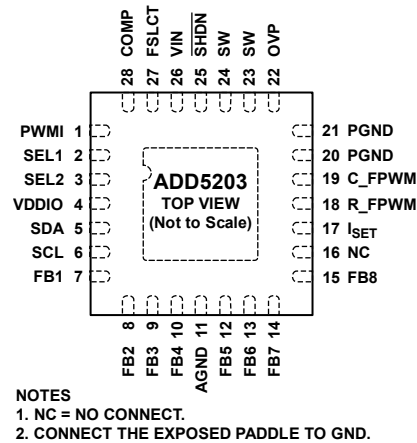 28 COMP
27 FSLCT
26 VIN
25 SHDN
24 SW
23 SW
22 OVP
PWMI 1
SEL1 2
SEL2 3
VDDIO 4
SDA 5
SCL 6
FB1 7
ADD5203
TOP VIEW
(Not to Scale)
21 PGND
20 PGND
19 C_FPWM
18 R_FPWM
17 ISET
16 NC
15 FB8
FB2 8
FB3 9
FB4 10
AGND 11
FB5 12
FB6 13
FB7 14
NOTES
1. NC = NO CONNECT.
2. CONNECT THE EXPOSED PADDLE TO GND.